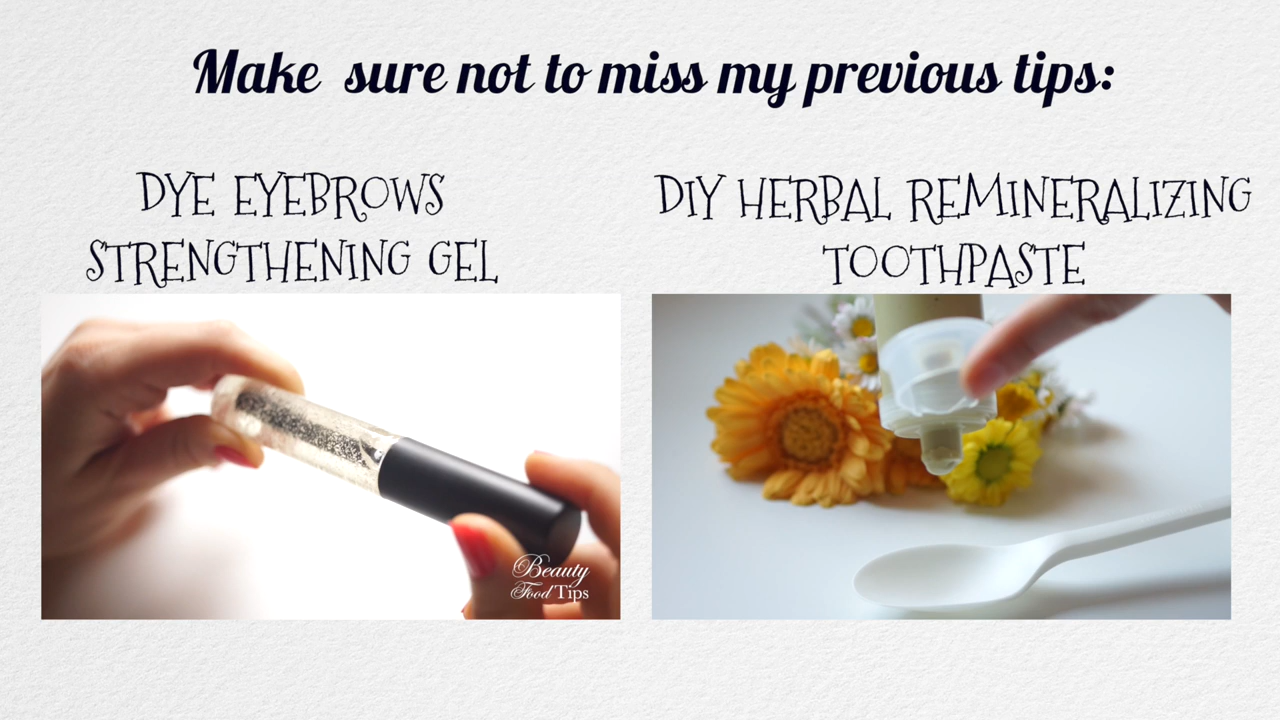 Make sure not to miss my previous tips:
DYE EYEBROWS
STRENGTHENING GEL
DIY HERBAL REMINERALIZING
TOOTHPASTE
Beauty
Food Tips